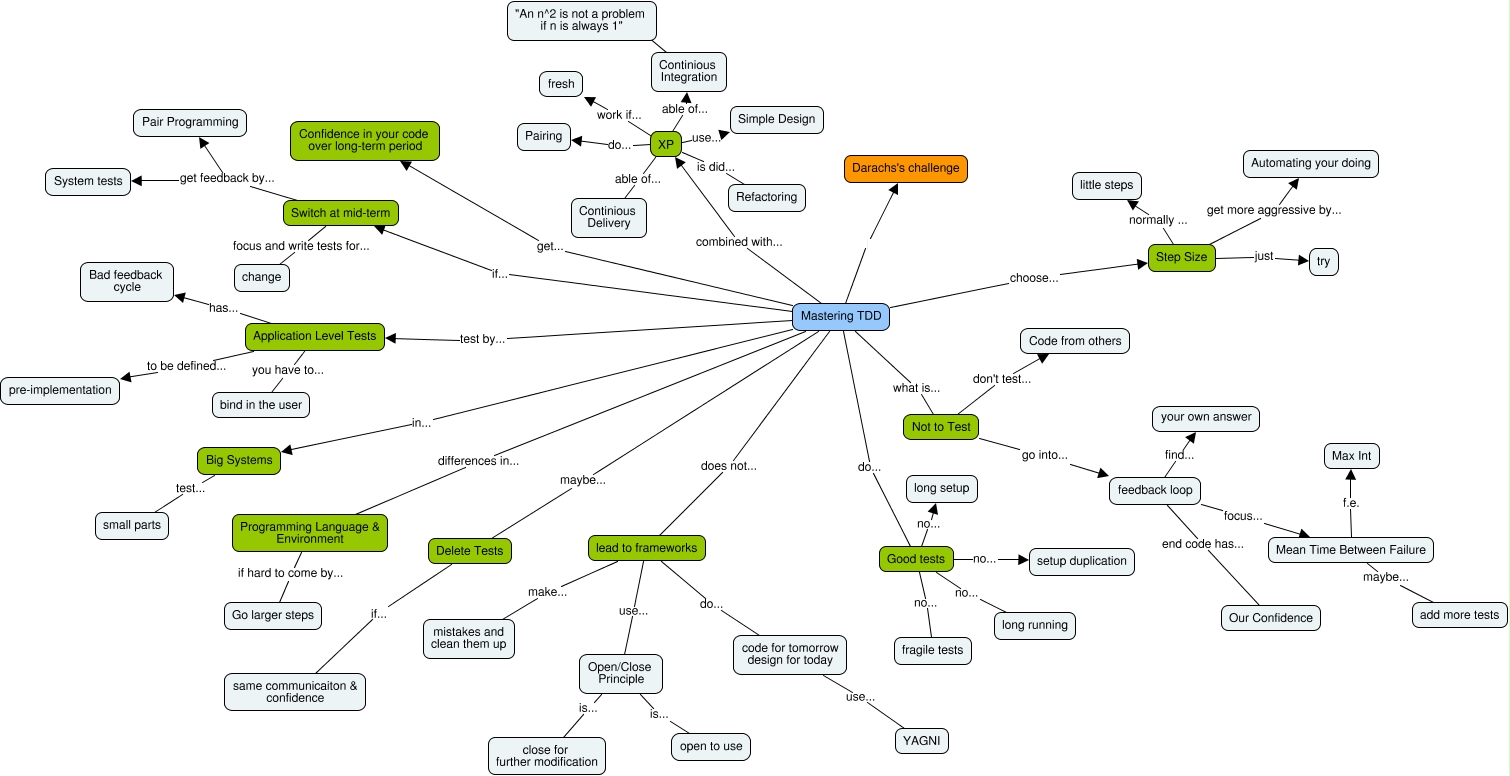 "An n^2 is not a problem
if n is always 1"
Continious
Integration
fresh
work if...
able of...
Simple Design
Pairing
do...
XP
use...
is did...
able of...
Refactoring
Continious
Delivery
combined with...
Pair Programming
Confidence in your code
over long-term period
get...
System tests
get feedback by...
Switch at mid-term
focus and write tests for...
change
if...
Darachs's challenge
Automating your doing
little steps
normally ...
get more aggressive by...
Step Size
just
try
choose...
Mastering TDD
Bad feedback
cycle
has...
Application Level Tests
test by...
to be defined...
pre-implementation
you have to...
bind in the user
Code from others
don't test...
what is...
Not to Test
go into...
your own answer
find...
feedback loop
focus...
end code has...
Our Confidence
Max Int
f.e.
Mean Time Between Failure
maybe...
add more tests
in...
Big Systems
test...
small parts
differences in...
Programming Language &
Environment
if hard to come by...
Go larger steps
maybe...
Delete Tests
if...
same communicaiton &
confidence
does not...
lead to frameworks
make...
mistakes and
clean them up
use...
Open/Close
Principle
is...
close for
further modification
is...
open to use
do...
code for tomorrow
design for today
use...
YAGNI
do...
Good tests
no...
long setup
no...
setup duplication
no...
long running
no...
fragile tests